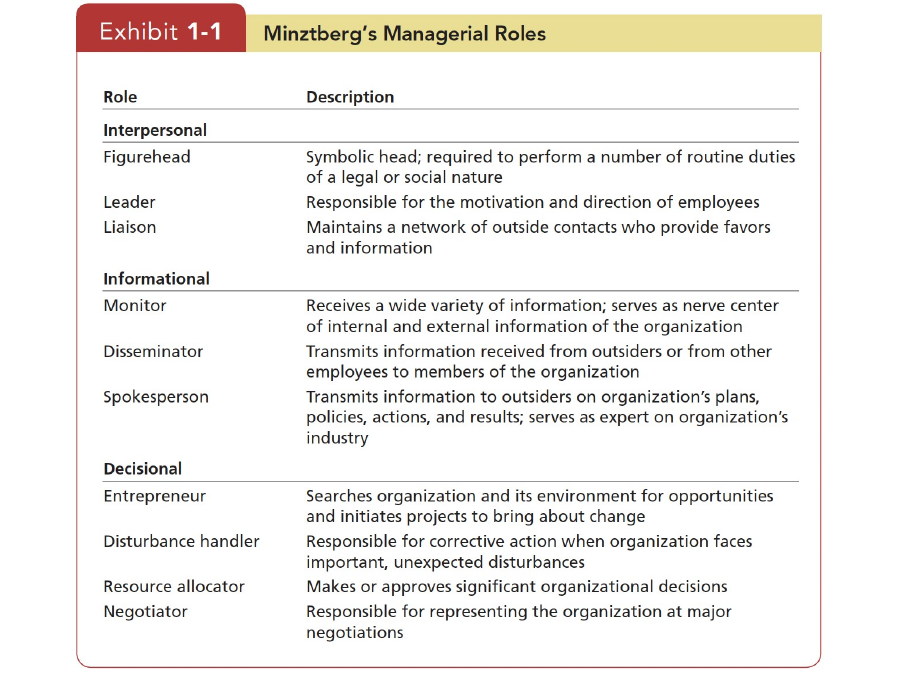 Exhibit 1-1 Minztberg's Managerial Roles
Role Description
Interpersonal
Figurehead Symbolic head; required to perform a number of routine duties
of a legal or social nature
Leader Responsible for the motivation and direction of employees
Liaison Maintains a network of outside contacts who provide favors
and information
Informational
Monitor Receives a wide variety of information; serves as nerve center
of internal and external information of the organization
Disseminator Transmits information received from outsiders or from other
employees to members of the organization
Spokesperson Transmits information to outsiders on organization's plans,
policies, actions, and results; serves as expert on organization's
industry
Decisional
Entrepreneur Searches organization and its environment for opportunities
and initiates projects to bring about change
Disturbance handler Responsible for corrective action when organization faces
important, unexpected disturbances
Resource allocator Makes or approves significant organizational decisions
Negotiator Responsible for representing the organization at major
negotiations